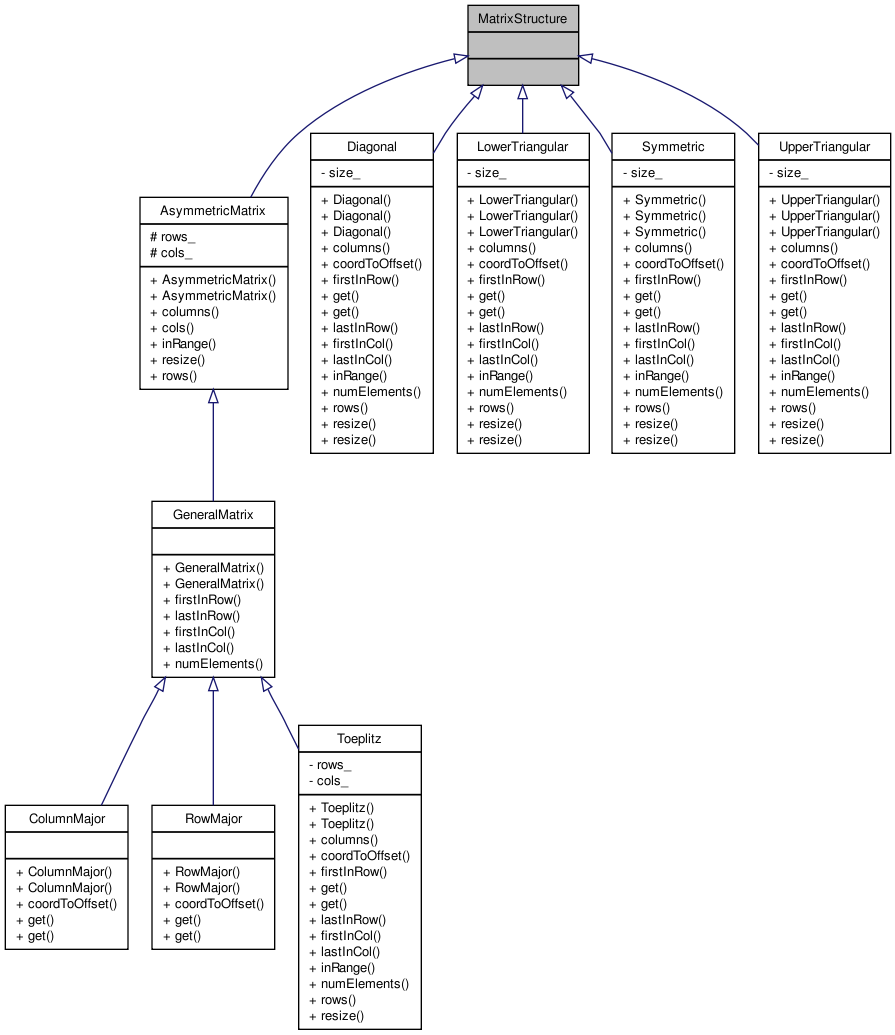 MatrixStructure
Diagonal
- size_
+ Diagonal()
+ Diagonal()
+ Diagonal()
+ columns()
+ coordToOffset()
+ firstInRow()
+ get()
+ get()
+ lastInRow()
+ firstInCol()
+ lastInCol()
+ inRange()
+ numElements()
+ rows()
+ resize()
+ resize()
LowerTriangular
- size_
+ LowerTriangular()
+ LowerTriangular()
+ LowerTriangular()
+ columns()
+ coordToOffset()
+ firstInRow()
+ get()
+ get()
+ lastInRow()
+ firstInCol()
+ lastInCol()
+ inRange()
+ numElements()
+ rows()
+ resize()
+ resize()
Symmetric
- size_
+ Symmetric()
+ Symmetric()
+ Symmetric()
+ columns()
+ coordToOffset()
+ firstInRow()
+ get()
+ get()
+ lastInRow()
+ firstInCol()
+ lastInCol()
+ inRange()
+ numElements()
+ rows()
+ resize()
+ resize()
UpperTriangular
- size_
+ UpperTriangular()
+ UpperTriangular()
+ UpperTriangular()
+ columns()
+ coordToOffset()
+ firstInRow()
+ get()
+ get()
+ lastInRow()
+ firstInCol()
+ lastInCol()
+ inRange()
+ numElements()
+ rows()
+ resize()
+ resize()
AsymmetricMatrix
# rows_
# cols_
+ AsymmetricMatrix()
+ AsymmetricMatrix()
+ columns()
+ cols()
+ inRange()
+ resize()
+ rows()
GeneralMatrix
+ GeneralMatrix()
+ GeneralMatrix()
+ firstInRow()
+ lastInRow()
+ firstInCol()
+ lastInCol()
+ numElements()
ColumnMajor
+ ColumnMajor()
+ ColumnMajor()
+ coordToOffset()
+ get()
+ get()
RowMajor
+ RowMajor()
+ RowMajor()
+ coordToOffset()
+ get()
+ get()
Toeplitz
- rows_
- cols_
+ Toeplitz()
+ Toeplitz()
+ columns()
+ coordToOffset()
+ firstInRow()
+ get()
+ get()
+ lastInRow()
+ firstInCol()
+ lastInCol()
+ inRange()
+ numElements()
+ rows()
+ resize()